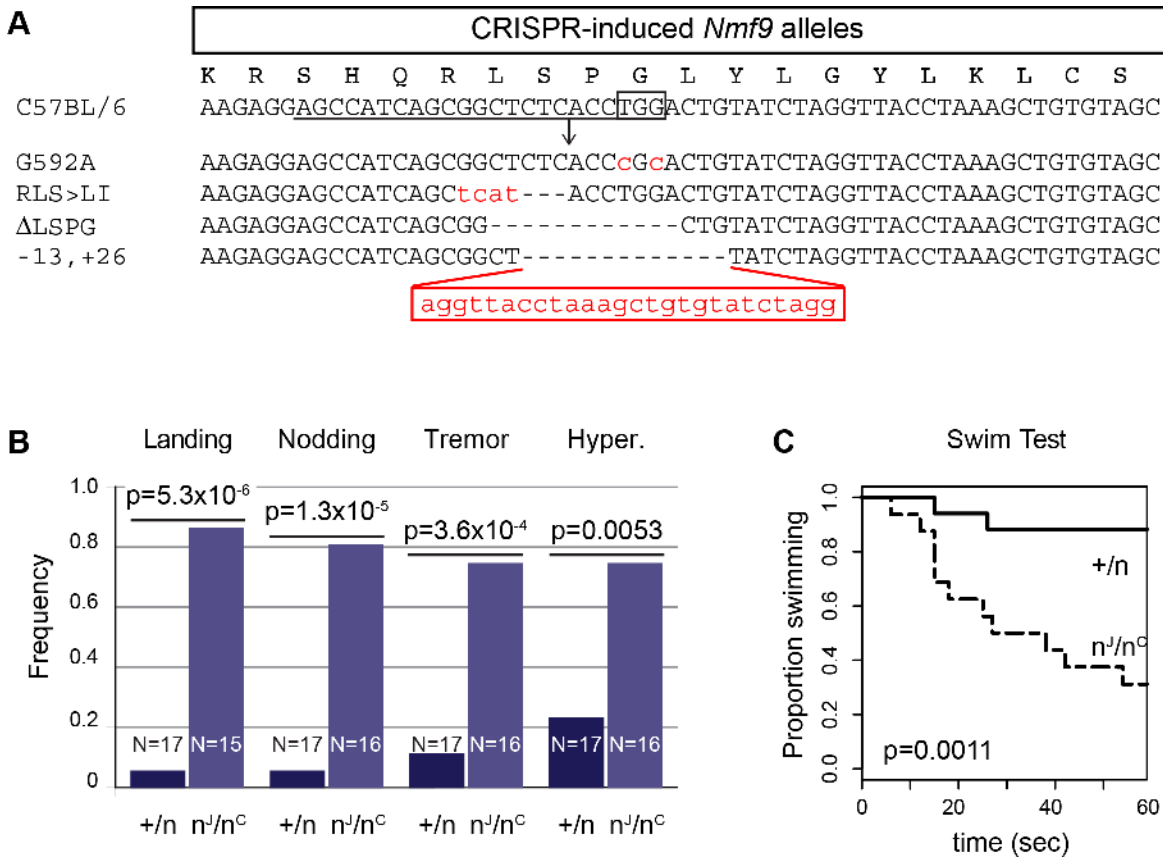 A
CRISPR-induced Nmf9 alleles
K R S H Q R L S P G L Y L G Y L K L C S
C57BL/6 AAGAGGAGCCATCAGCGGCTCTCACCTGGACTGTATCTAGGTTACCTAAAGCTGTGTAGC
G592A AAGAGGAGCCATCAGCGGCTCTCACCcGcACTGTATCTAGGTTACCTAAAGCTGTGTAGC
RLS>LI AAGAGGAGCCATCAGCtcat---ACCTGGACTGTATCTAGGTTACCTAAAGCTGTGTAGC
ΔLSPG AAGAGGAGCCATCAGCGG------------CTGTATCTAGGTTACCTAAAGCTGTGTAGC
-13,+26 AAGAGGAGCCATCAGCGGCT-------------TATCTAGGTTACCTAAAGCTGTGTAGC
aggttacctaaagctgtgtatctagg
B
Landing Nodding Tremor Hyper.
p=5.3x10⁻⁶ p=1.3x10⁻⁵ p=3.6x10⁻⁴ p=0.0053
Frequency
1.0
0.8
0.6
0.4
0.2
0
N=17 N=15 N=17 N=16 N=17 N=16 N=17 N=16
+/n nᴶ/nᶜ +/n nᴶ/nᶜ +/n nᴶ/nᶜ +/n nᴶ/nᶜ
C
Swim Test
Proportion swimming
1.0
0.8
0.6
0.4
0.2
0.0
+/n
nᴶ/nᶜ
p=0.0011
0 20 40 60
time (sec)